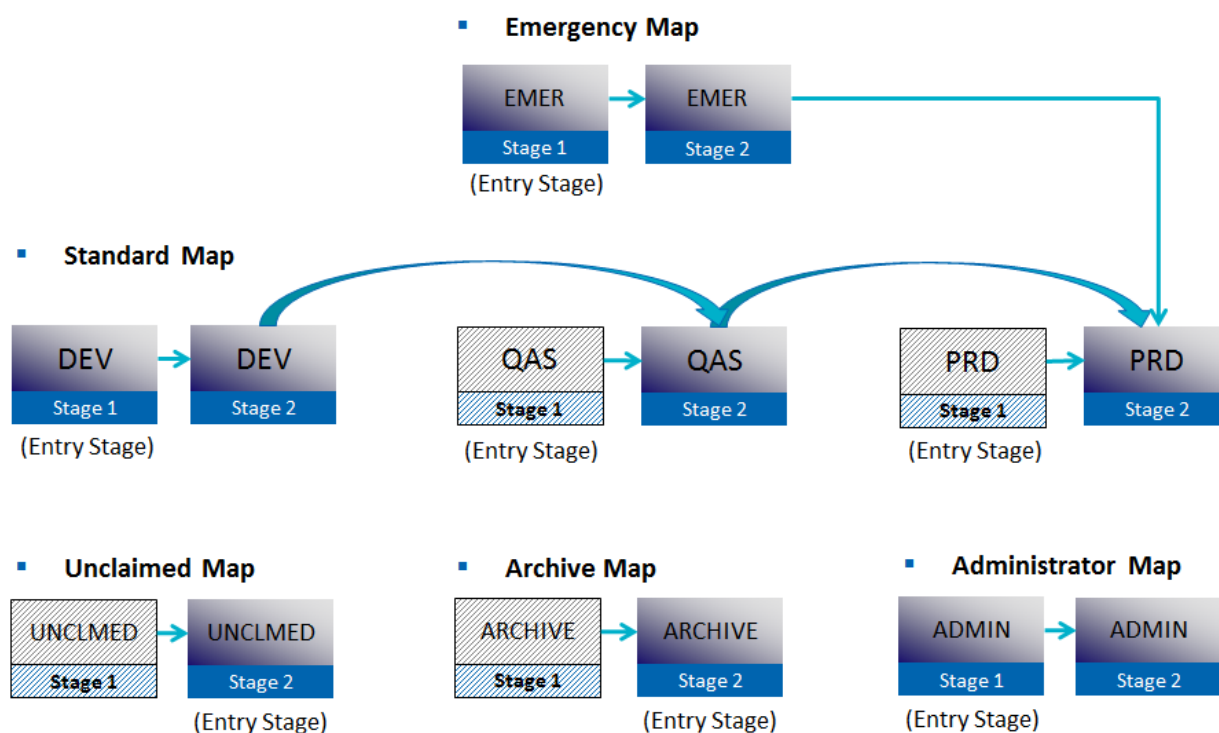 Emergency Map
EMER
EMER
Stage 1
Stage 2
(Entry Stage)
Standard Map
DEV
DEV
QAS
QAS
PRD
PRD
Stage 1
Stage 2
Stage 1
Stage 2
Stage 1
Stage 2
(Entry Stage)
(Entry Stage)
(Entry Stage)
Unclaimed Map
UNCLMED
UNCLMED
Stage 1
Stage 2
(Entry Stage)
Archive Map
ARCHIVE
ARCHIVE
Stage 1
Stage 2
(Entry Stage)
Administrator Map
ADMIN
ADMIN
Stage 1
Stage 2
(Entry Stage)